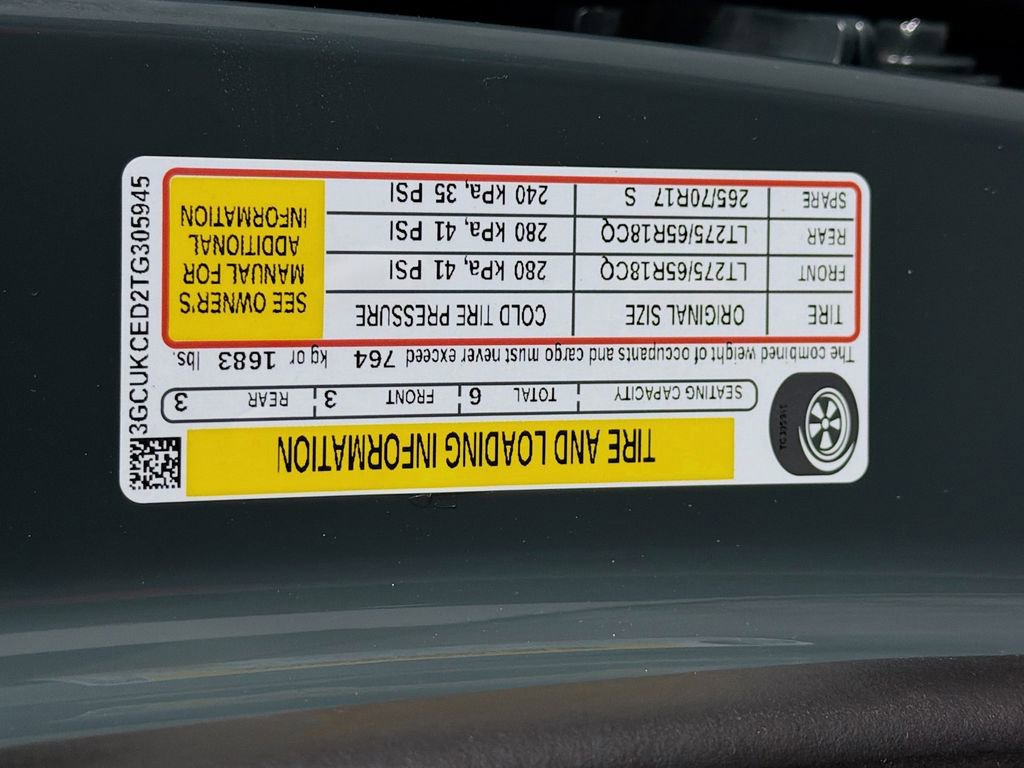 TIRE AND LOADING INFORMATION
SEATING CAPACITY TOTAL 6 FRONT 3 REAR 3
The combined weight of occupants and cargo must never exceed 764 kg or 1683 lbs.
TIRE ORIGINAL SIZE COLD TIRE PRESSURE
FRONT LT275/65R18CQ 280 kPa, 41 PSI
REAR LT275/65R18CQ 280 kPa, 41 PSI
SPARE 265/70R17 S 240 kPa, 35 PSI
SEE OWNER'S
MANUAL FOR
ADDITIONAL
INFORMATION
3GCUKCED2TG305945
TG305945